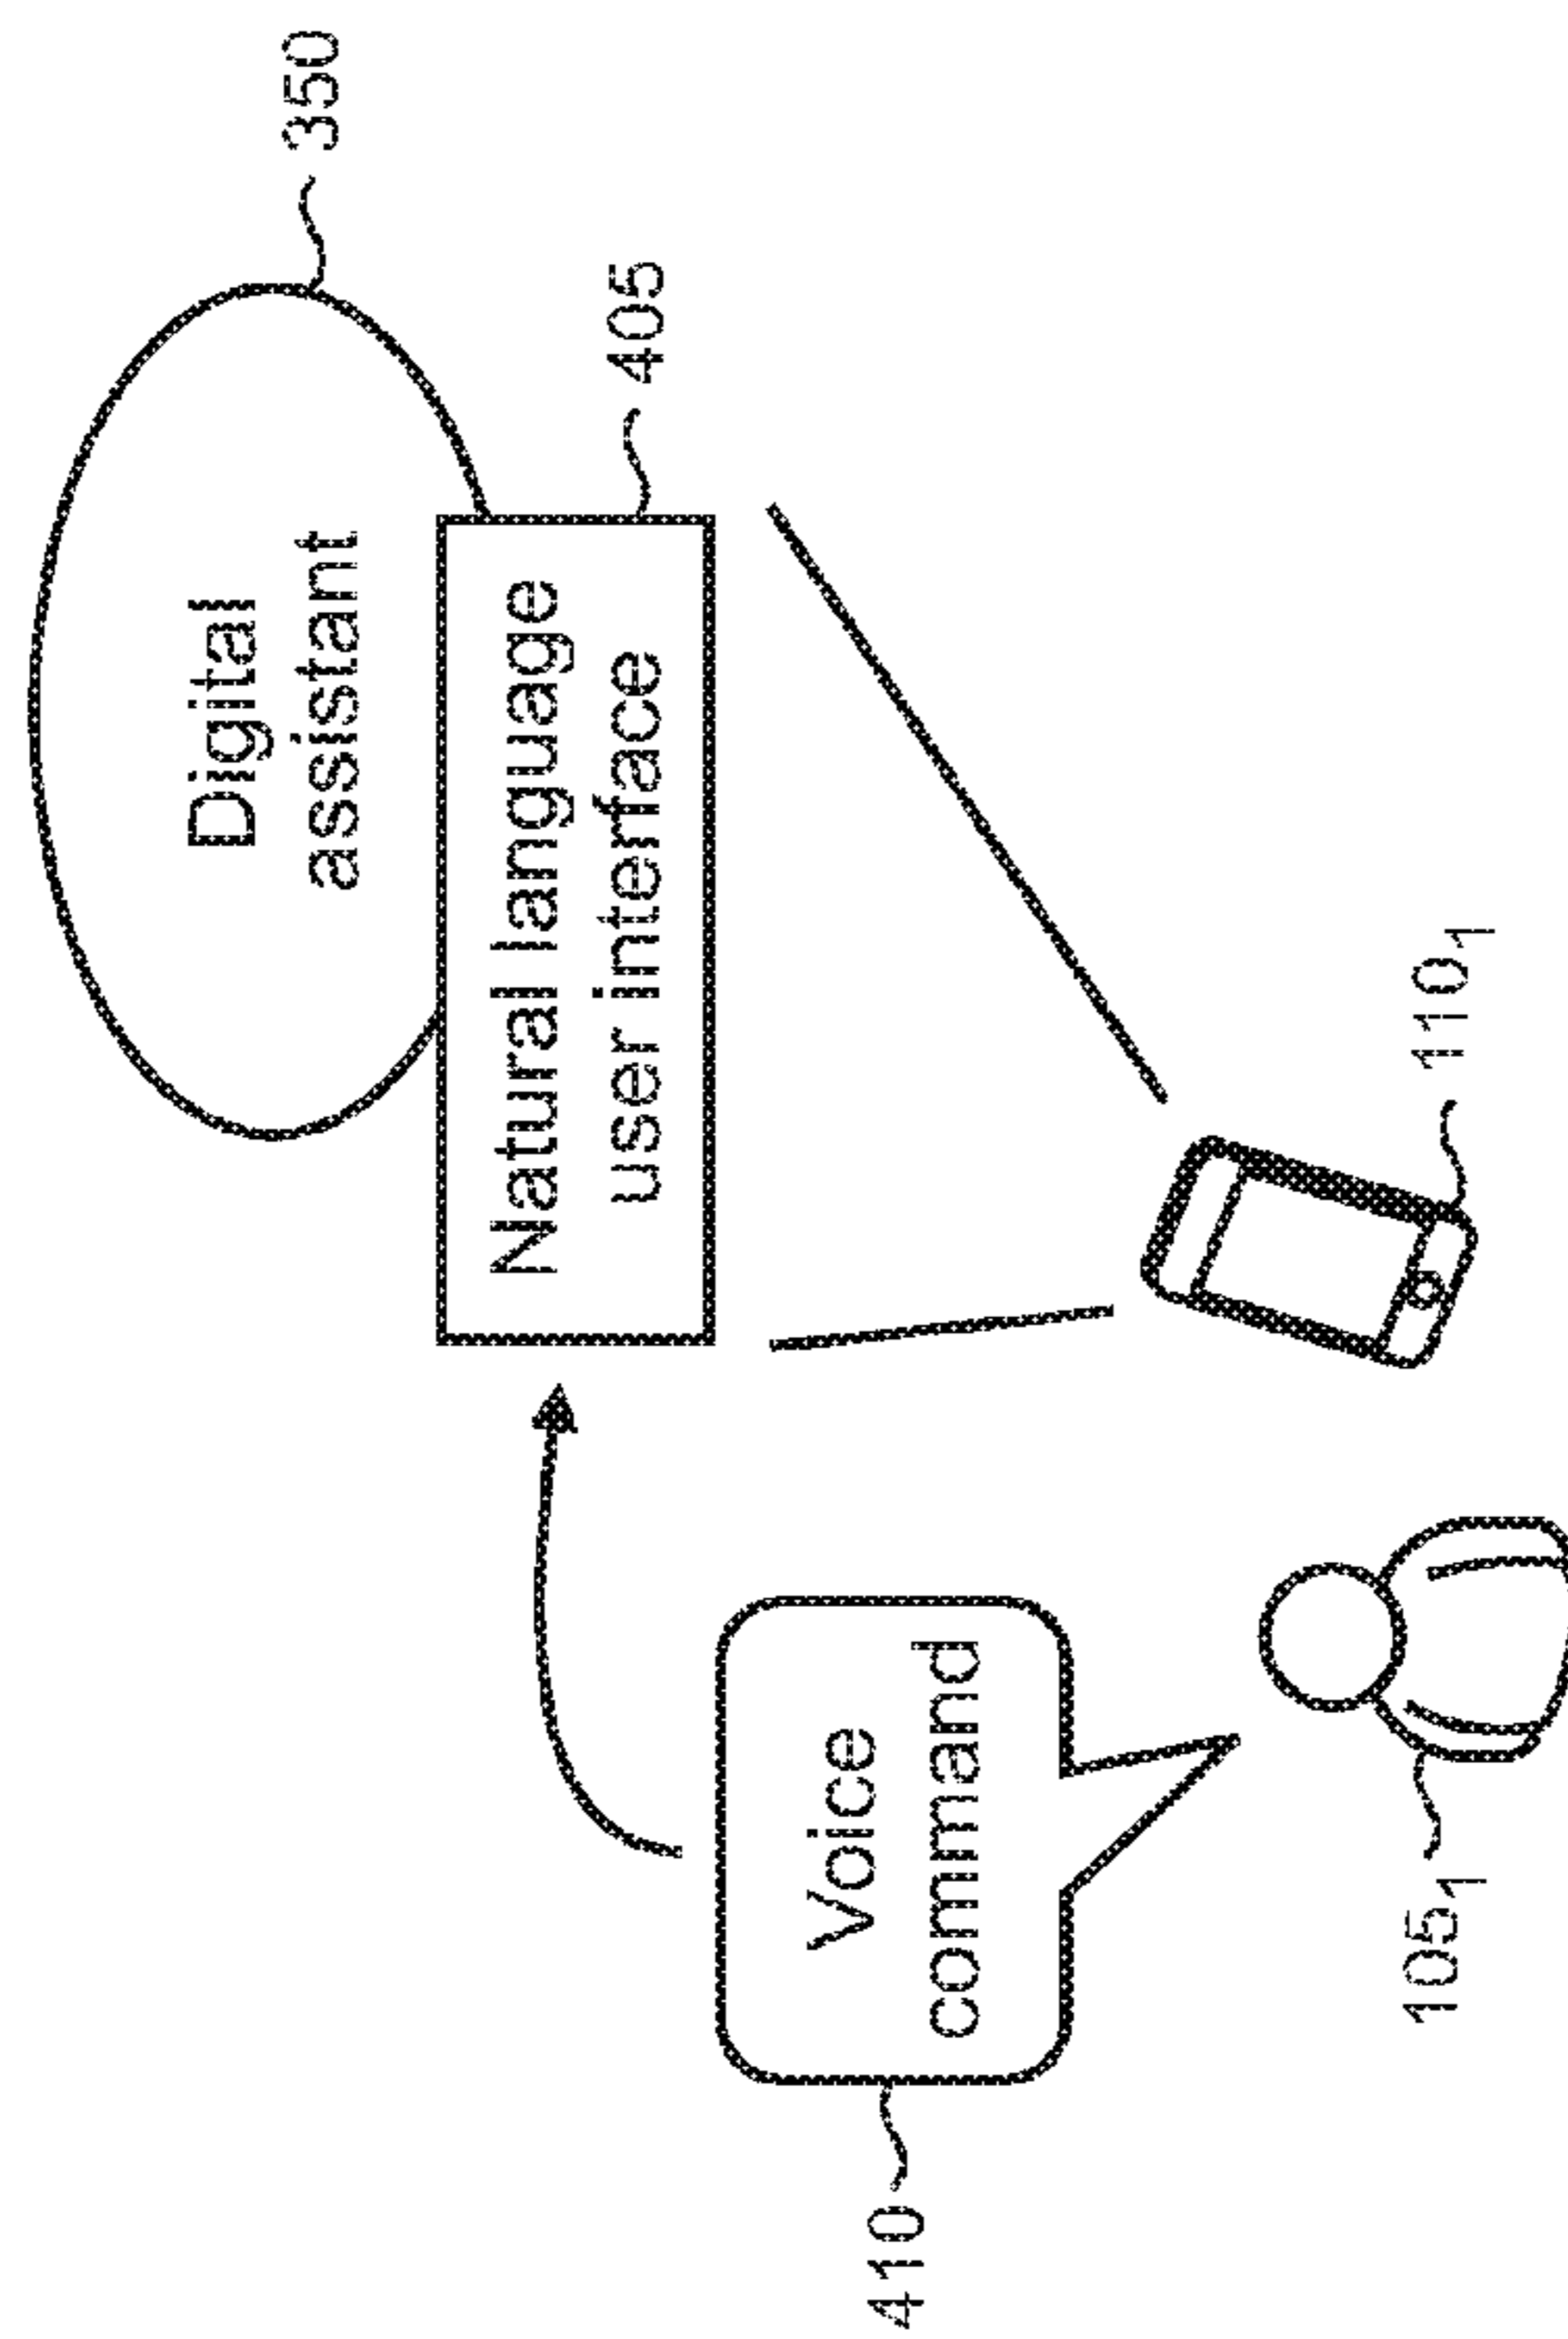 Digital
assistant
350
Natural language
user interface
405
Voice
command
410
105₁
110₁